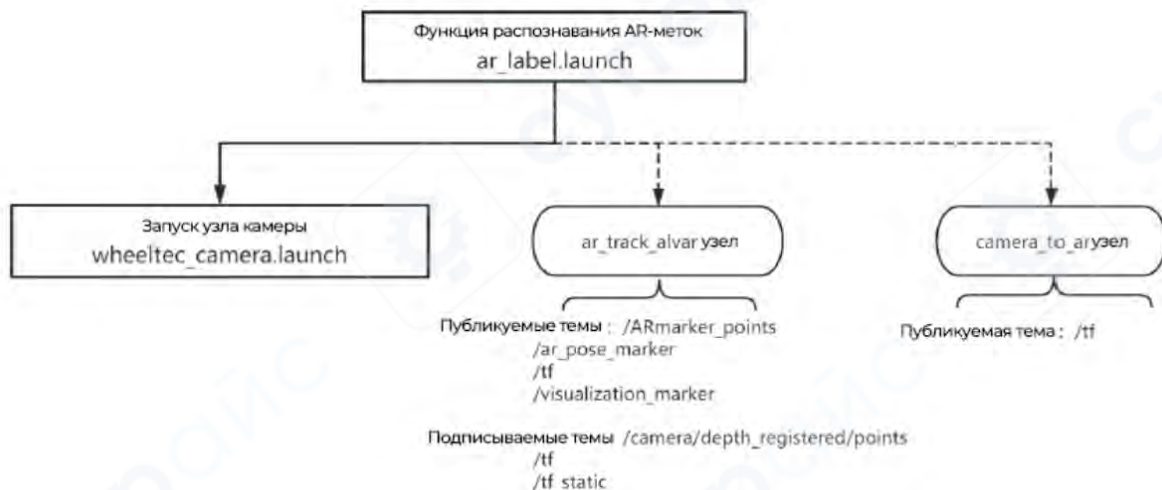 Функция распознавания AR-меток
ar_label.launch
Запуск узла камеры
wheeltec_camera.launch
ar_track_alvar узел
camera_to_ar узел
Публикуемые темы : /ARmarker_points
/ar_pose_marker
/tf
/visualization_marker
Публикуемая тема : /tf
Подписываемые темы /camera/depth_registered/points
/tf
/tf_static